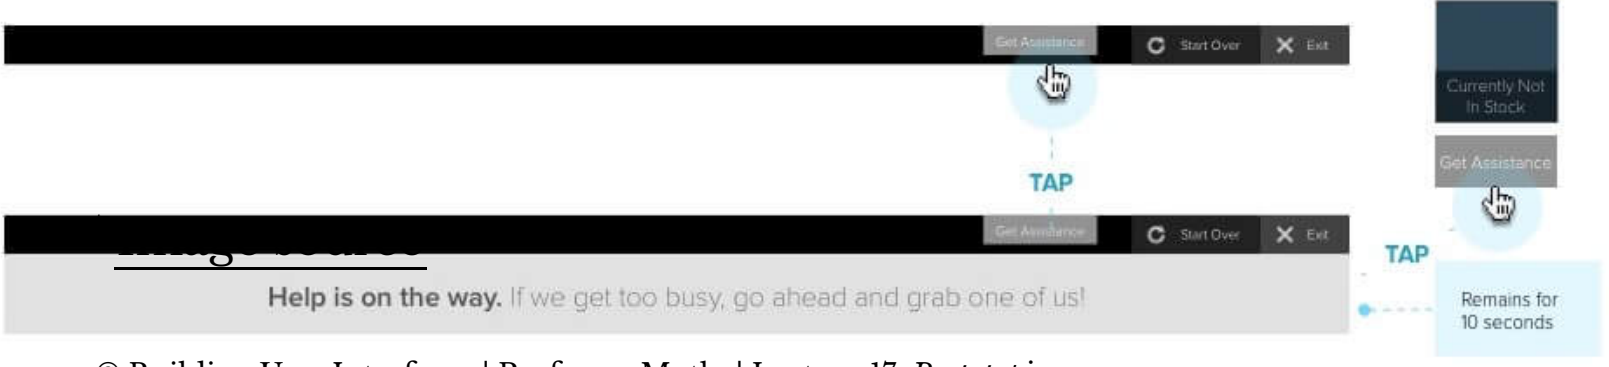 Get Assistance Start Over Exit
Currently Not
In Stock
Get Assistance
TAP
Get Assistance Start Over Exit
TAP
Help is on the way. If we get too busy, go ahead and grab one of us!
Remains for
10 seconds